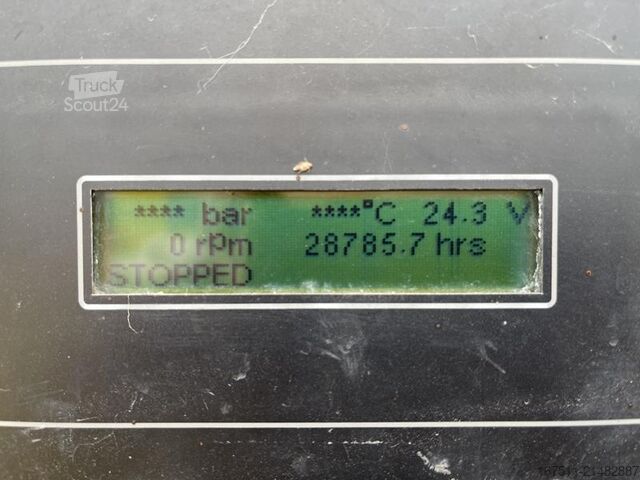 Truck
Scout24
**** bar ****°C 24.3 V
0 rpm 28785.7 hrs
STOPPED